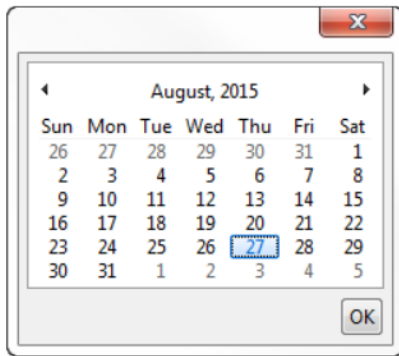 August, 2015
Sun Mon Tue Wed Thu Fri Sat
26 27 28 29 30 31 1
2 3 4 5 6 7 8
9 10 11 12 13 14 15
16 17 18 19 20 21 22
23 24 25 26 27 28 29
30 31 1 2 3 4 5
OK